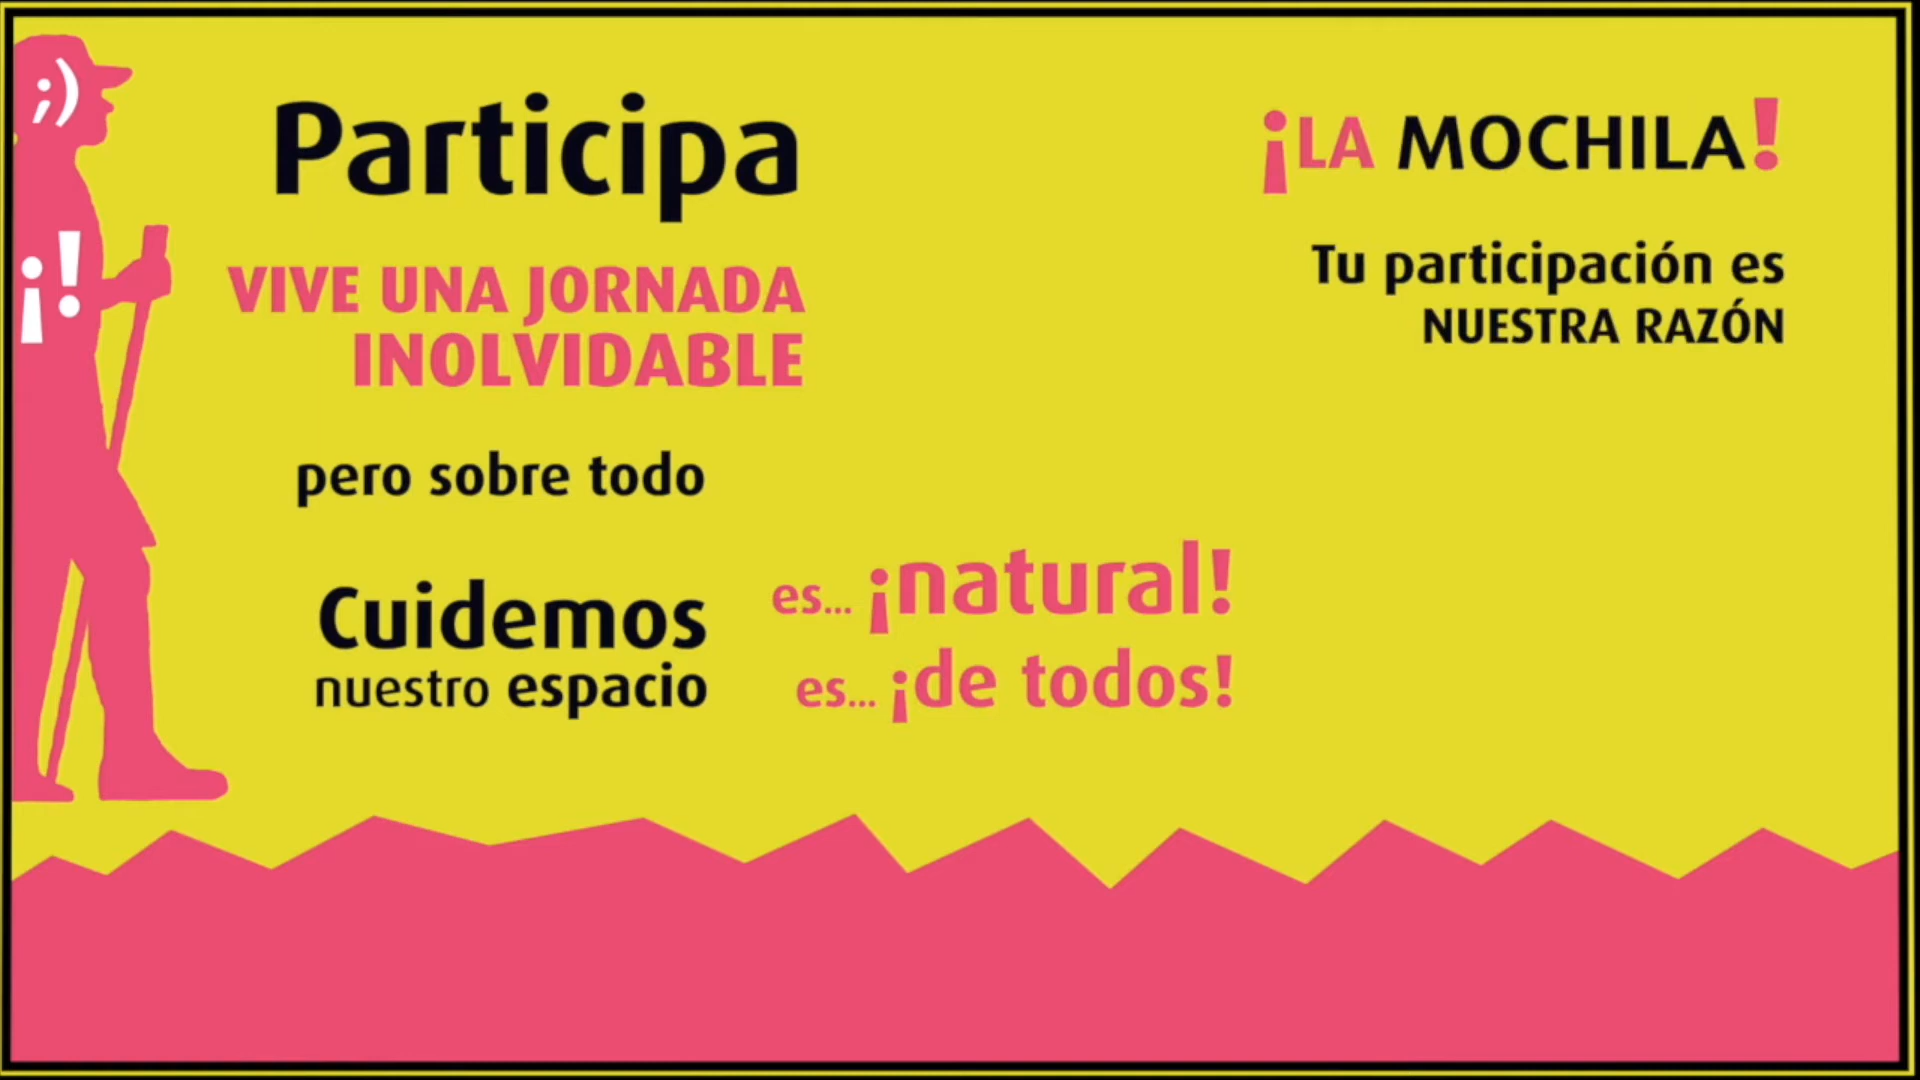 ;)
¡!
Participa
VIVE UNA JORNADA
INOLVIDABLE
pero sobre todo
Cuidemos
nuestro espacio
es... ¡natural!
es... ¡de todos!
¡LA MOCHILA!
Tu participación es
NUESTRA RAZÓN